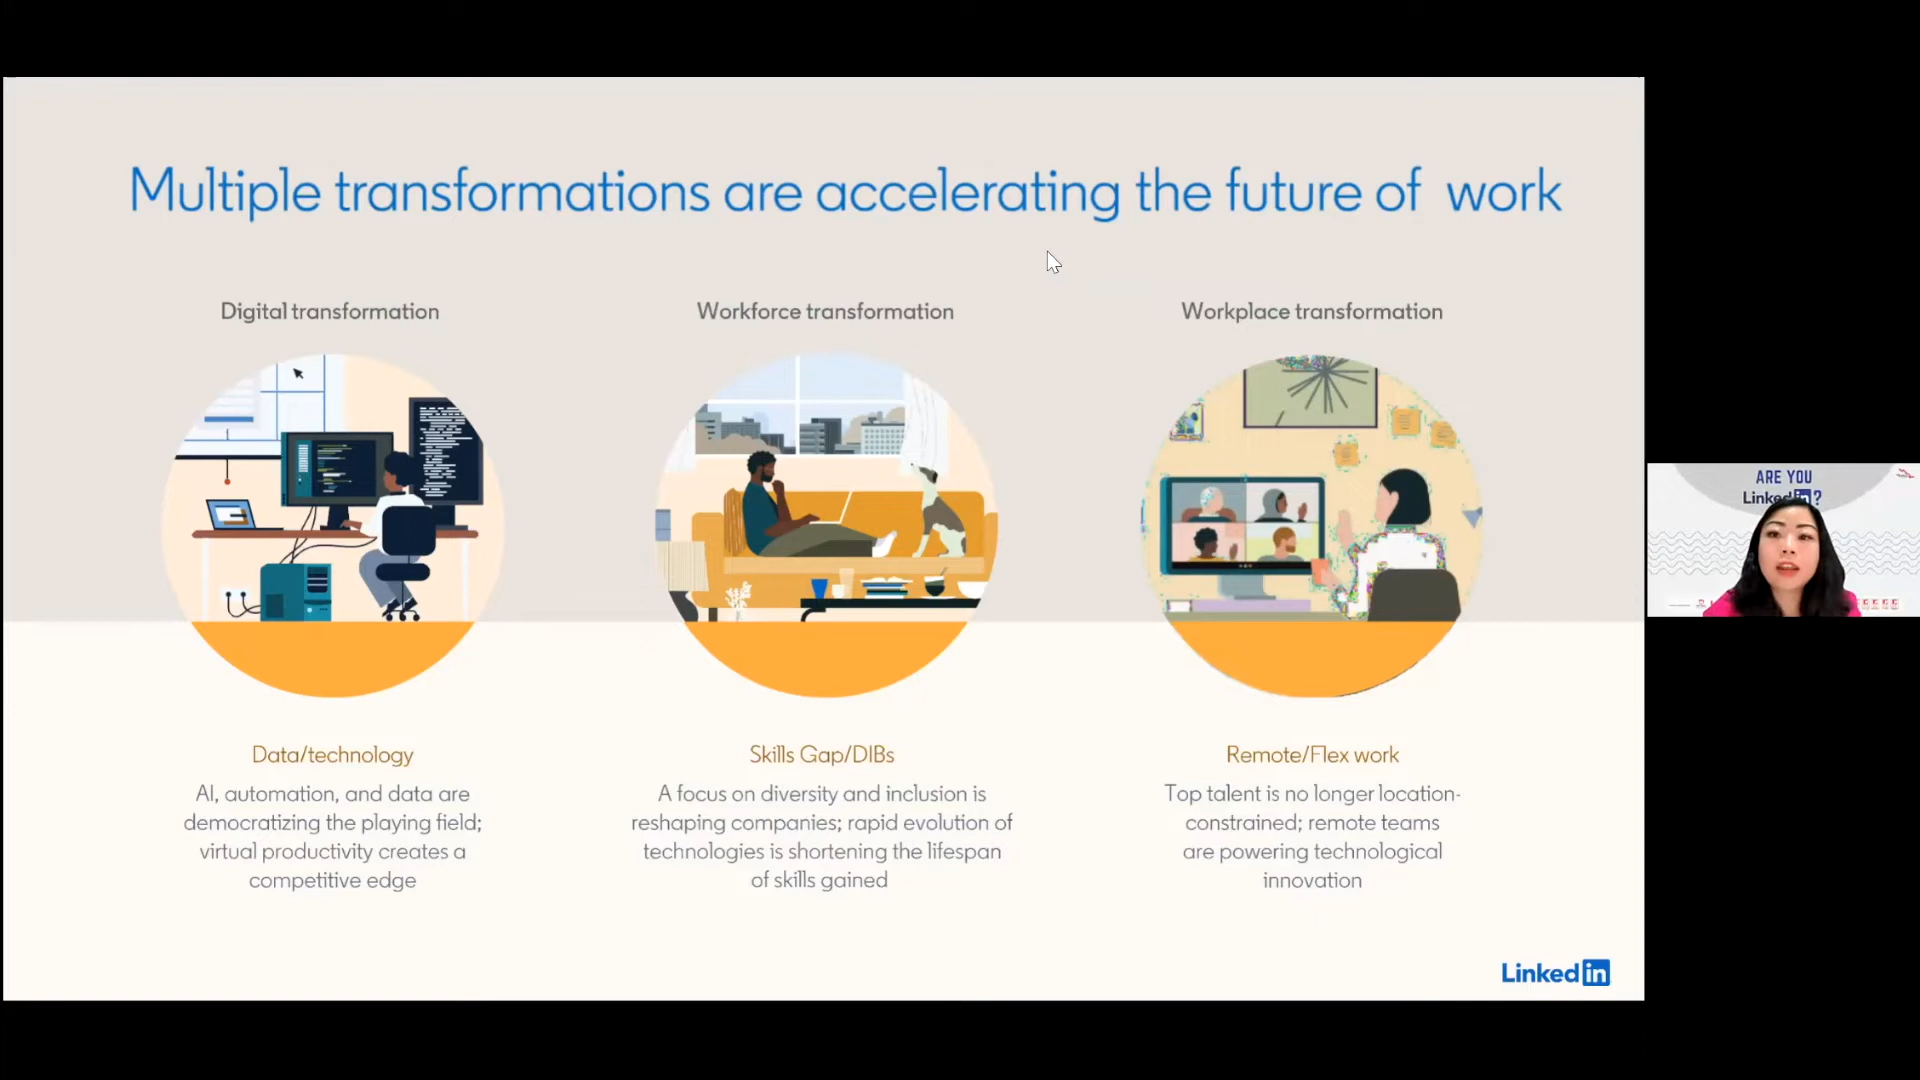 Multiple transformations are accelerating the future of work
Digital transformation
Workforce transformation
Workplace transformation
Data/technology
AI, automation, and data are
democratizing the playing field;
virtual productivity creates a
competitive edge
Skills Gap/DIBs
A focus on diversity and inclusion is
reshaping companies; rapid evolution of
technologies is shortening the lifespan
of skills gained
Remote/Flex work
Top talent is no longer location-
constrained; remote teams
are powering technological
innovation
LinkedIn
ARE YOU
LinkedIn?